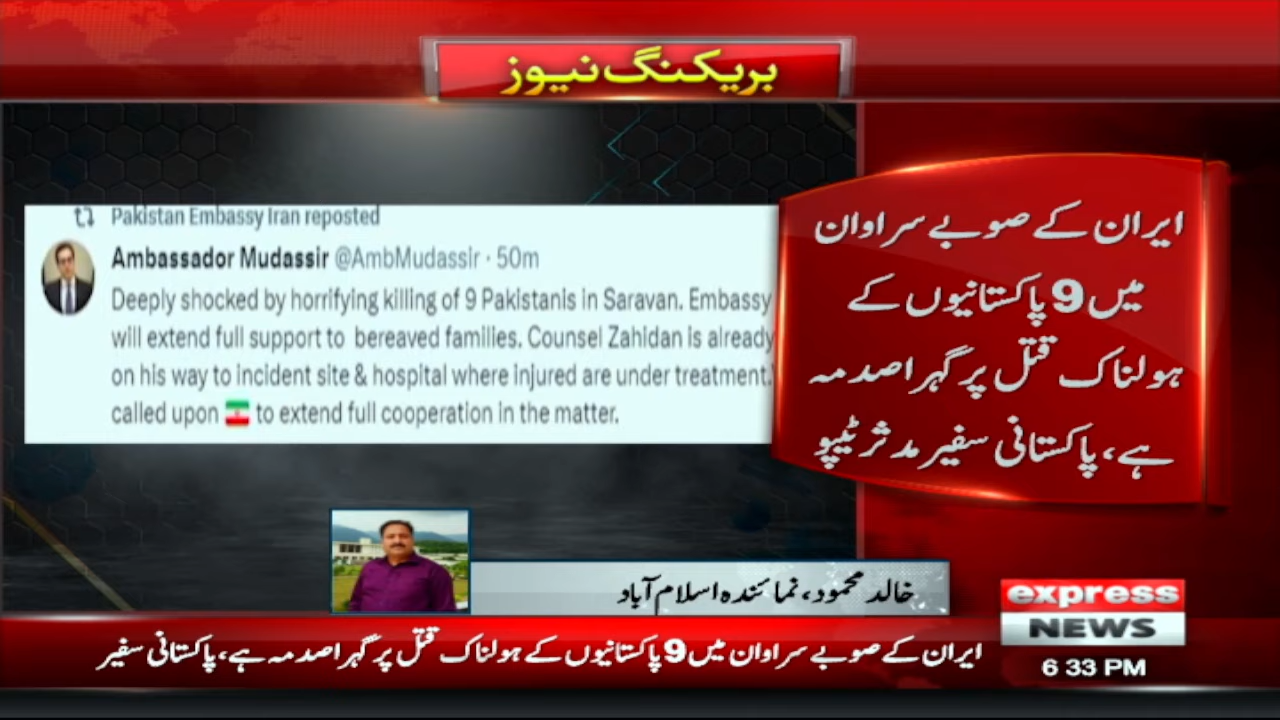 بریکنگ نیوز
Pakistan Embassy Iran reposted
Ambassador Mudassir @AmbMudassir · 50m
Deeply shocked by horrifying killing of 9 Pakistanis in Saravan. Embassy
will extend full support to bereaved families. Counsel Zahidan is already
on his way to incident site & hospital where injured are under treatment.
called upon 🇮🇷 to extend full cooperation in the matter.
ایران کے صوبے سراوان
میں 9 پاکستانیوں کے
ہولناک قتل پر گہرا صدمہ
ہے، پاکستانی سفیر مدثر ٹیپو
خالد محمود، نمائندہ اسلام آباد
express
NEWS
6 33 PM
ایران کے صوبے سراوان میں 9 پاکستانیوں کے ہولناک قتل پر گہرا صدمہ ہے، پاکستانی سفیر